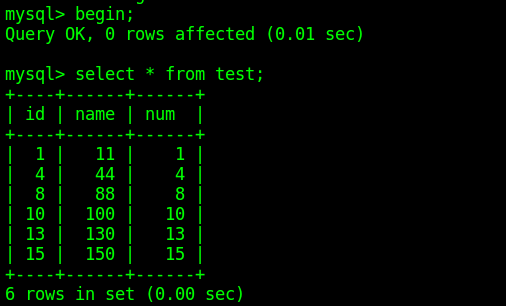 mysql> begin;
Query OK, 0 rows affected (0.01 sec)
mysql> select * from test;
+----+------+------+
| id | name | num  |
+----+------+------+
|  1 |   11 |    1 |
|  4 |   44 |    4 |
|  8 |   88 |    8 |
| 10 |  100 |   10 |
| 13 |  130 |   13 |
| 15 |  150 |   15 |
+----+------+------+
6 rows in set (0.00 sec)